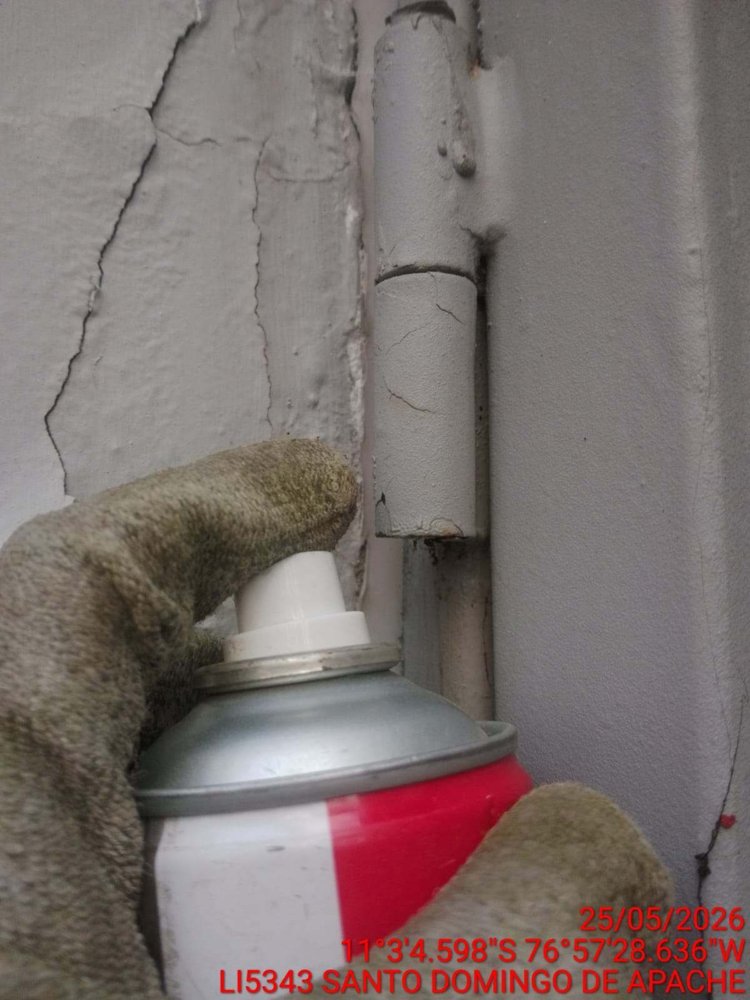 25/05/2026
11°3'4.598"S 76°57'28.636"W
LI5343 SANTO DOMINGO DE APACHE